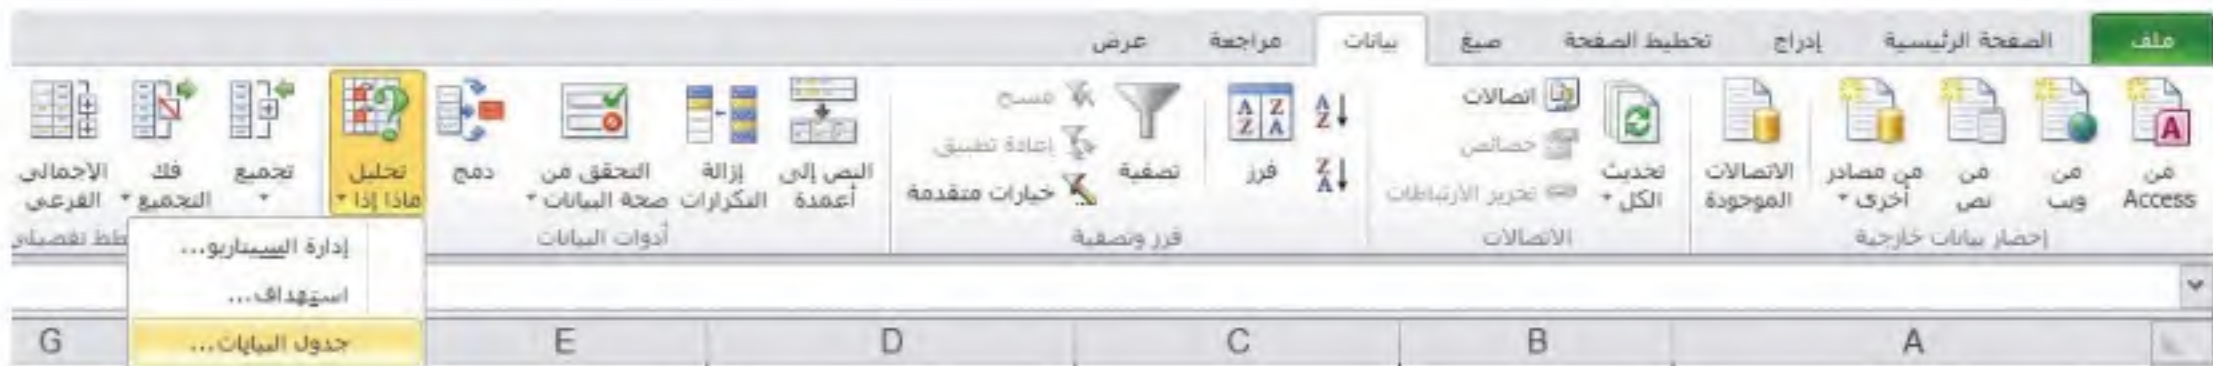 ملف الصفحة الرئيسية إدراج تخطيط الصفحة صيغ بيانات مراجعة عرض
من Access
من ويب
من نص
من مصادر أخرى
الاتصالات الموجودة
إحضار بيانات خارجية
تحديث الكل
اتصالات
خصائص
تحرير الارتباطات
الاتصالات
A Z
Z A
فرز
تصفية
مسح
إعادة تطبيق
خيارات متقدمة
فرز وتصفية
النص إلى أعمدة
إزالة التكرارات
التحقق من صحة البيانات
دمج
تحليل ماذا إذا
أدوات البيانات
تجميع
فك التجميع
الإجمالي الفرعي
طط تفصيلي
إدارة السيناريو...
استهداف...
جدول البيانات...
A B C D E G